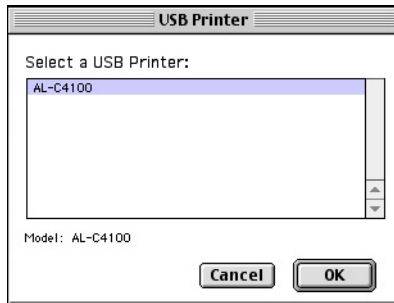 USB Printer
Select a USB Printer:
AL-C4100
Model: AL-C4100
Cancel OK